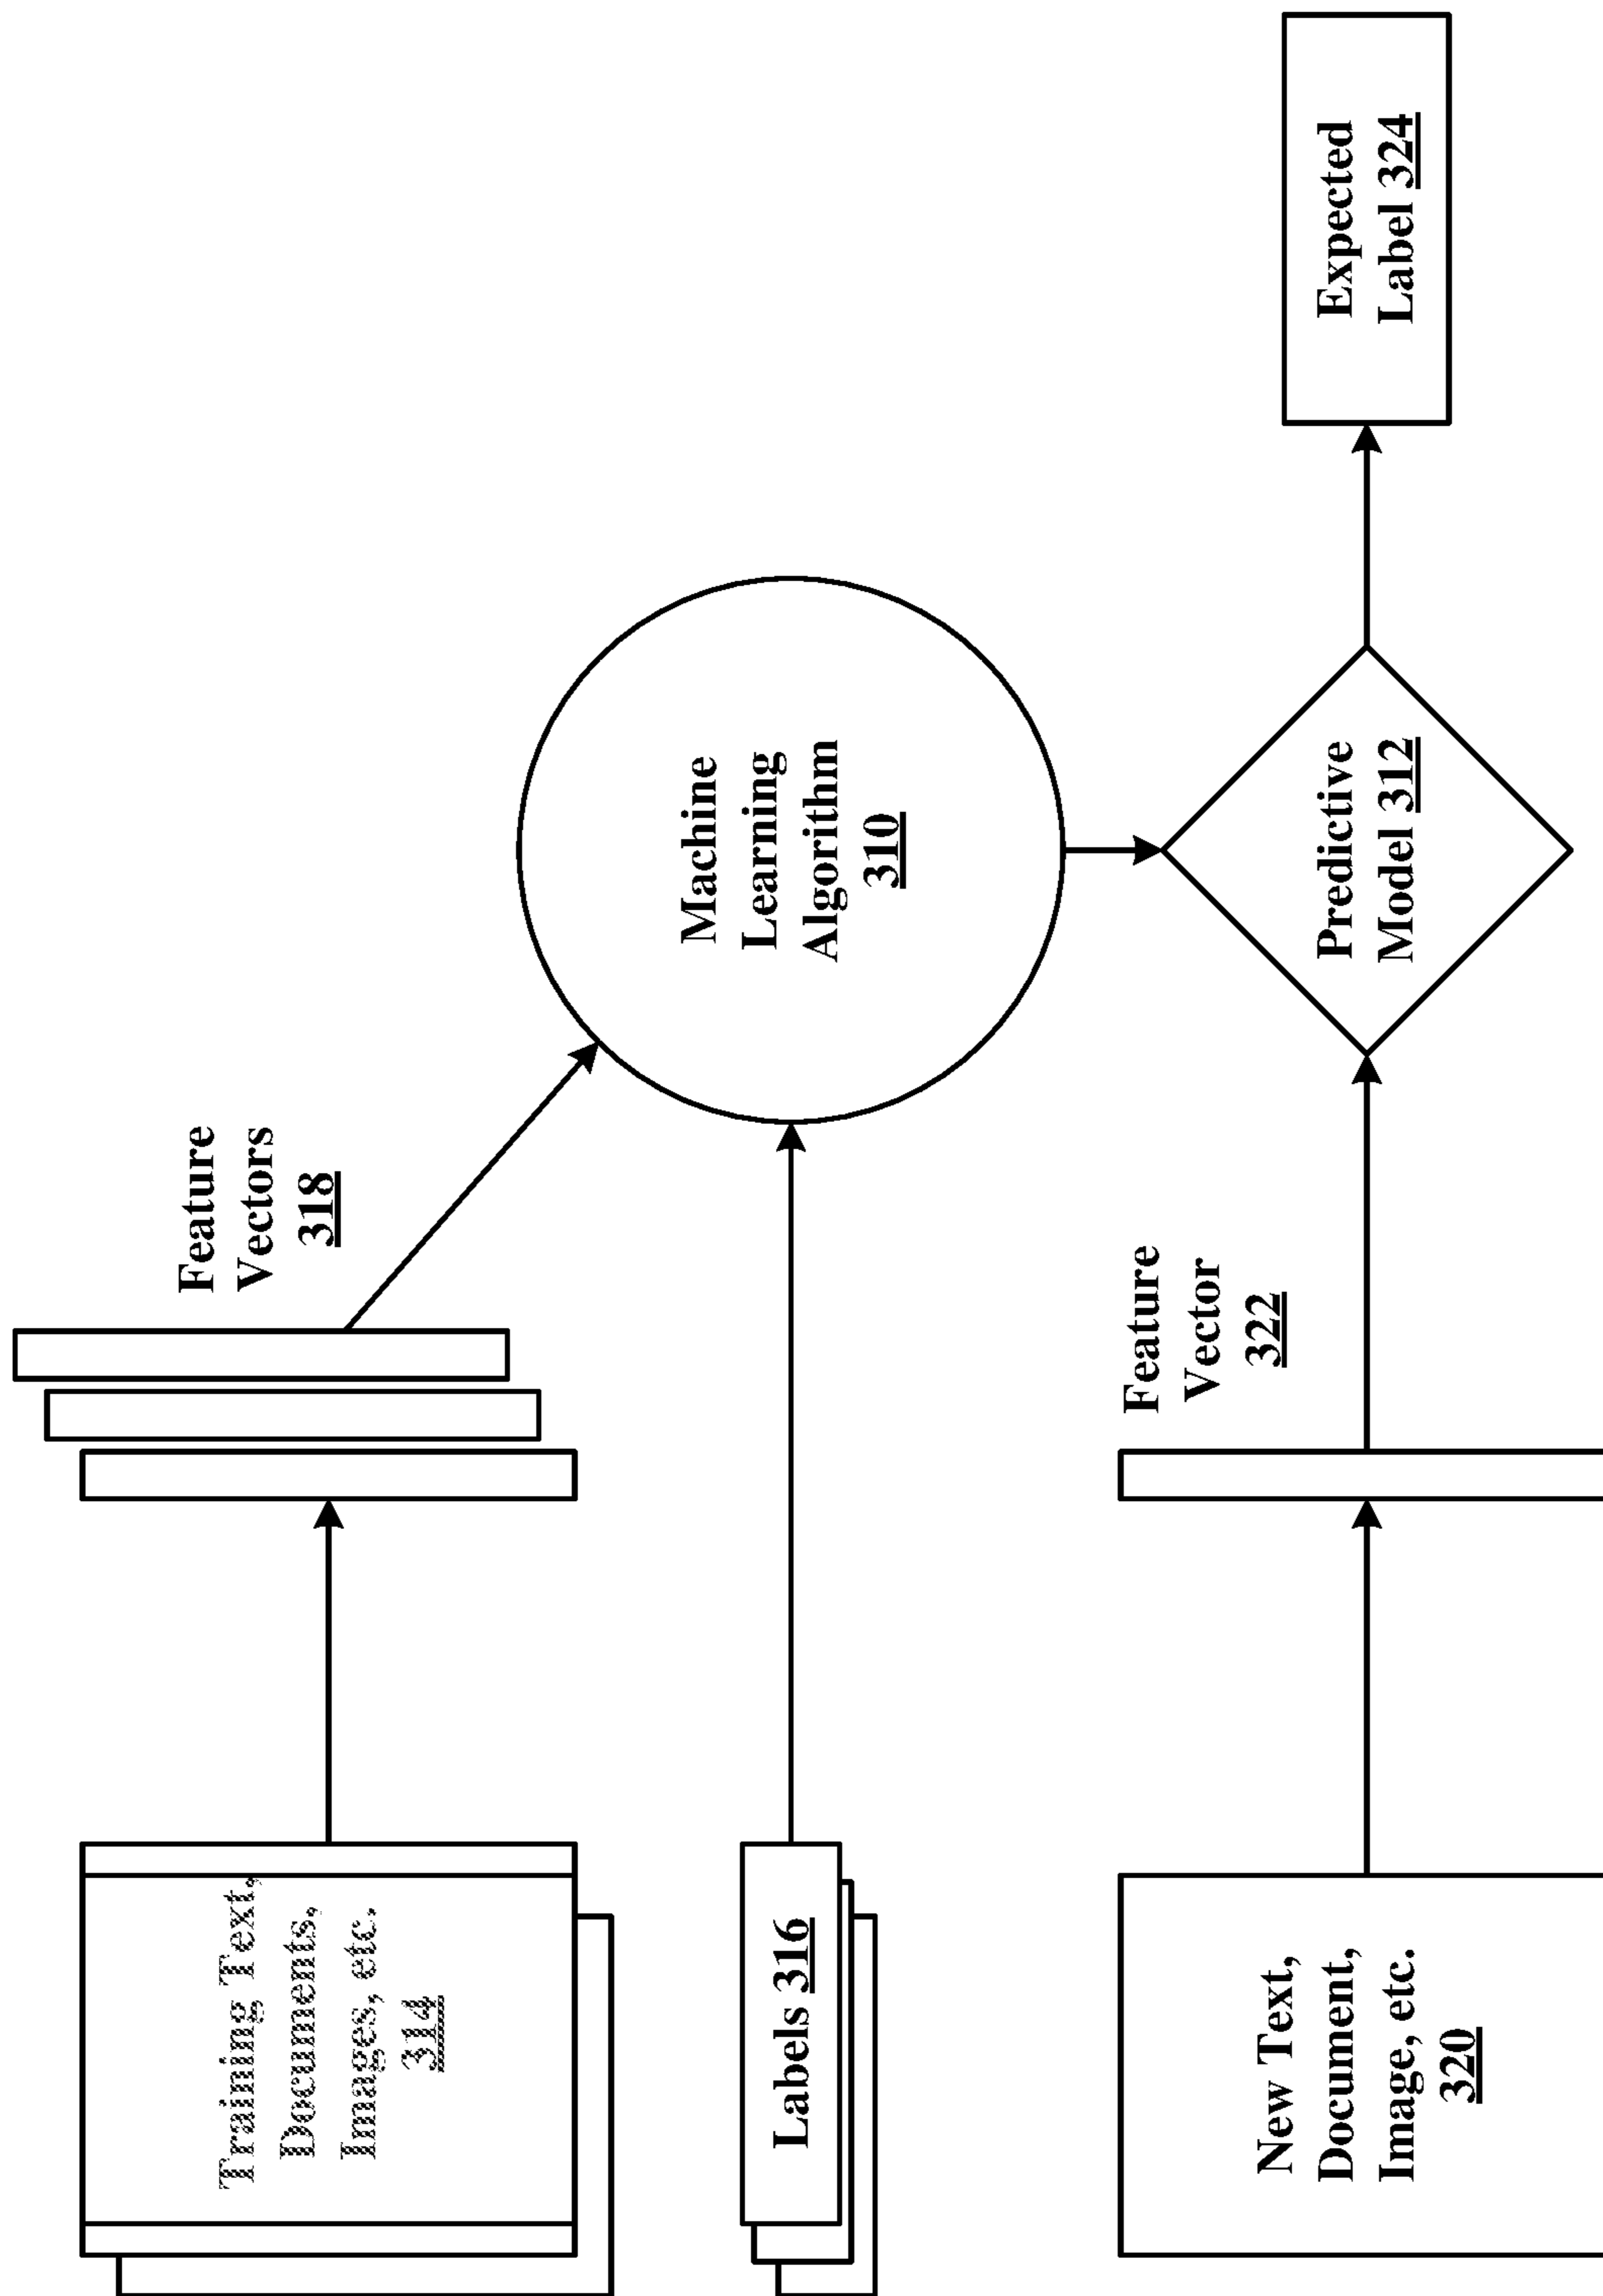 Training Text,
Documents,
Images, etc.
314
Feature
Vectors
318
Labels 316
Machine
Learning
Algorithm
310
New Text,
Document,
Image, etc.
320
Feature
Vector
322
Predictive
Model 312
Expected
Label 324